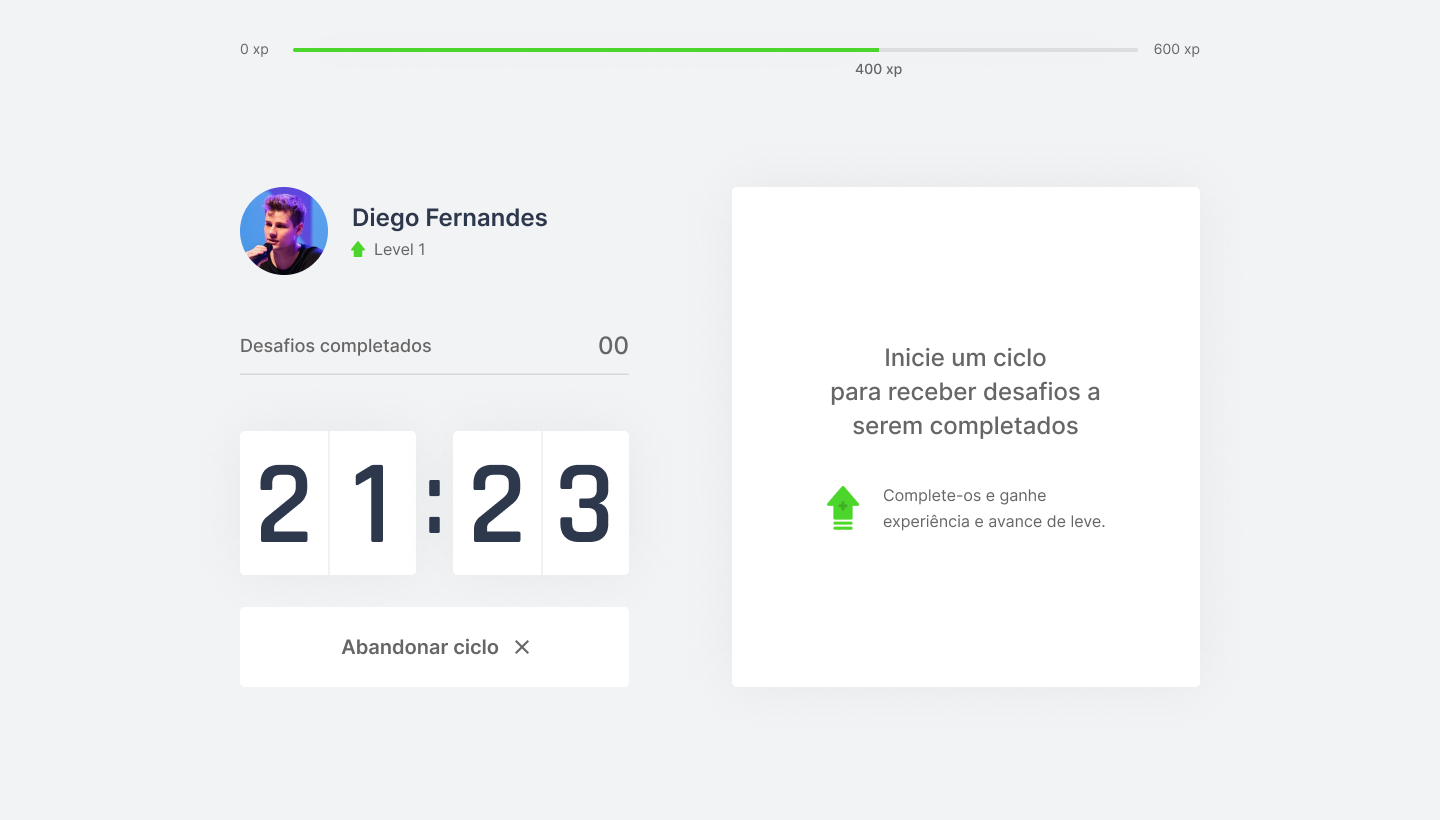 0 xp
600 xp
400 xp
Diego Fernandes
Level 1
Desafios completados
00
21:23
Abandonar ciclo
Inicie um ciclo
para receber desafios a
serem completados
Complete-os e ganhe
experiência e avance de leve.